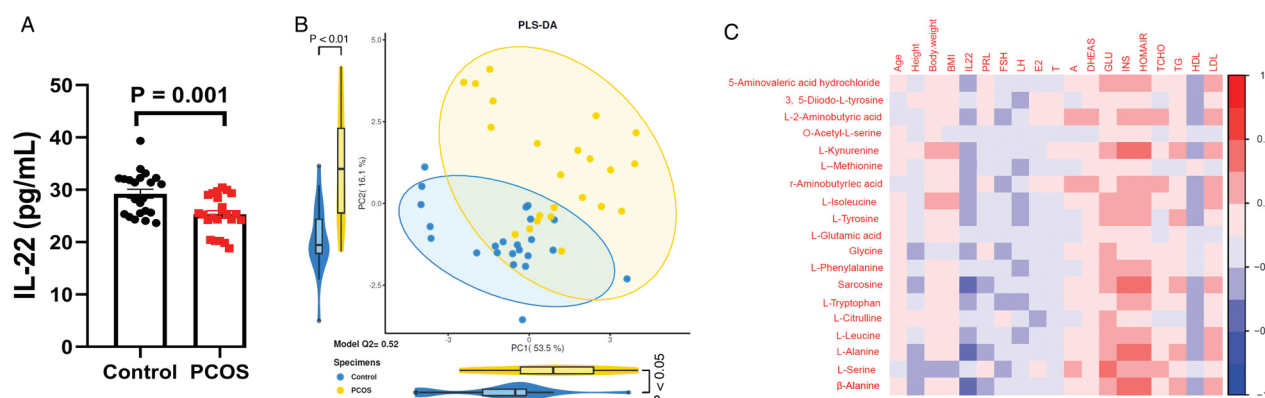 A
P = 0.001
IL-22 (pg/mL)
50
40
30
20
10
0
Control
PCOS
B
P < 0.01
PLS-DA
PC2( 16.1 %)
5.0
2.5
0.0
-2.5
-3
0
3
PC1( 53.5 %)
Model Q2= 0.52
Specimens
Control
PCOS
< 0.05
C
Age
Height
Body.weight
BMI
IL22
PRL
FSH
LH
E2
T
A
DHEAS
GLU
INS
HOMAIR
TCHO
TG
HDL
LDL
5-Aminovaleric acid hydrochloride
3, 5-Diiodo-L-tyrosine
L-2-Aminobutyric acid
O-Acetyl-L-serine
L-Kynurenine
L--Methionine
r-Aminobutyrlec acid
L-Isoleucine
L-Tyrosine
L-Glutamic acid
Glycine
L-Phenylalanine
Sarcosine
L-Tryptophan
L-Citrulline
L-Leucine
L-Alanine
L-Serine
β-Alanine
1
0